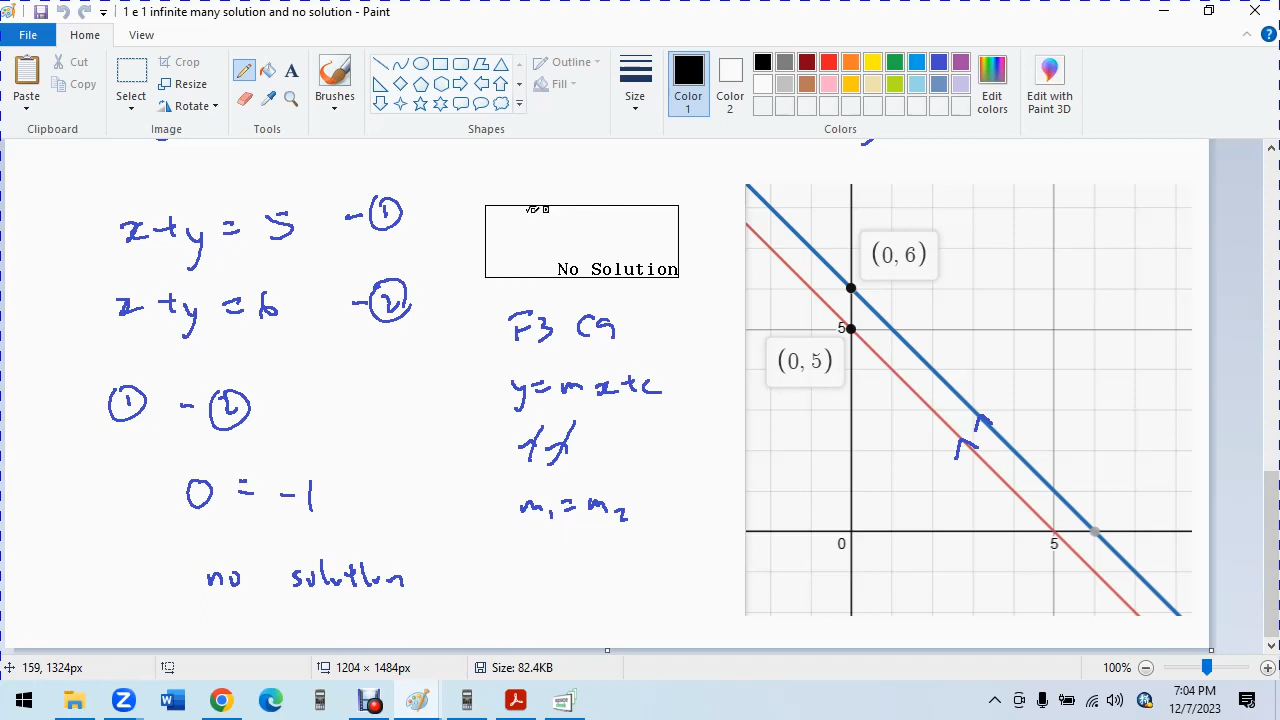 1 e 1 infinite many solution and no solution - Paint
File Home View
Paste
Cut
Copy
Clipboard
Select
Crop
Resize
Rotate
Image
Tools
Brushes
Shapes
Outline
Fill
Size
Color 1
Color 2
Edit colors
Colors
Edit with Paint 3D
x+y = 5 - ①
x+y = 6 - ②
① - ②
0 = -1
no solution
No Solution
F3 C9
y=mx+c
m₁ = m₂
(0, 6)
5
(0, 5)
0
5
159, 1324px
1204 × 1484px
Size: 82.4KB
100%
7:04 PM
12/7/2023